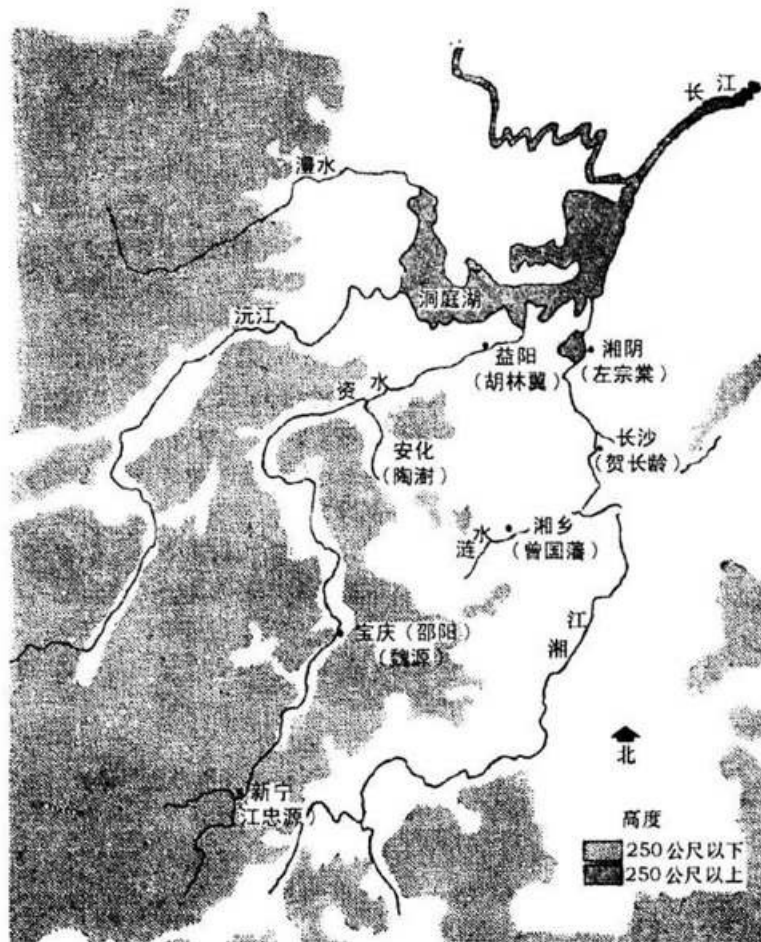 长江
澧水
洞庭湖
沅江
益阳
(胡林翼)
湘阴
(左宗棠)
资水
安化
(陶澍)
长沙
(贺长龄)
涟水
湘乡
(曾国藩)
湘江
宝庆(邵阳)
(魏源)
北
新宁
(江忠源)
高度
250公尺以下
250公尺以上